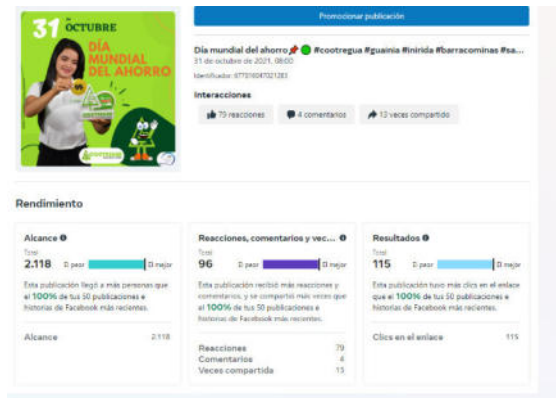 31 DE OCTUBRE
DÍA
MUNDIAL
DEL AHORRO
Promocionar publicación
Día mundial del ahorro📌 🟢 #cootregua #guainia #inirida #barracominas #sa...
31 de octubre de 2021, 08:00
Identificador:
Interacciones
79 reacciones
4 comentarios
13 veces compartido
Rendimiento
Alcance
Total
2.118
El peor
El mejor
Esta publicación llegó a más personas que
el 100% de tus 50 publicaciones e
historias de Facebook más recientes.
Alcance 2.118
Reacciones, comentarios y vec...
Total
96
El peor
El mejor
Esta publicación recibió más reacciones y
comentarios, y se compartió más veces que
el 100% de tus 50 publicaciones e
historias de Facebook más recientes.
Reacciones 79
Comentarios 4
Veces compartida 13
Resultados
Total
115
El peor
El mejor
Esta publicación tuvo más clics en el enlace
que el 100% de tus 50 publicaciones e
historias de Facebook más recientes.
Clics en el enlace 115